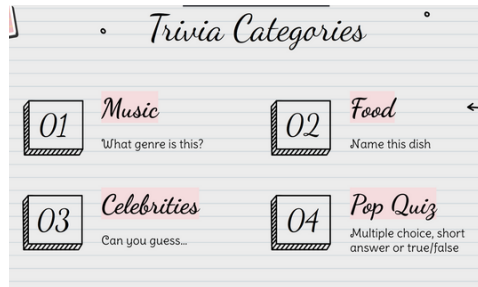 Trivia Categories
01
Music
What genre is this?
02
Food
Name this dish
03
Celebrities
Can you guess...
04
Pop Quiz
Multiple choice, short
answer or true/false